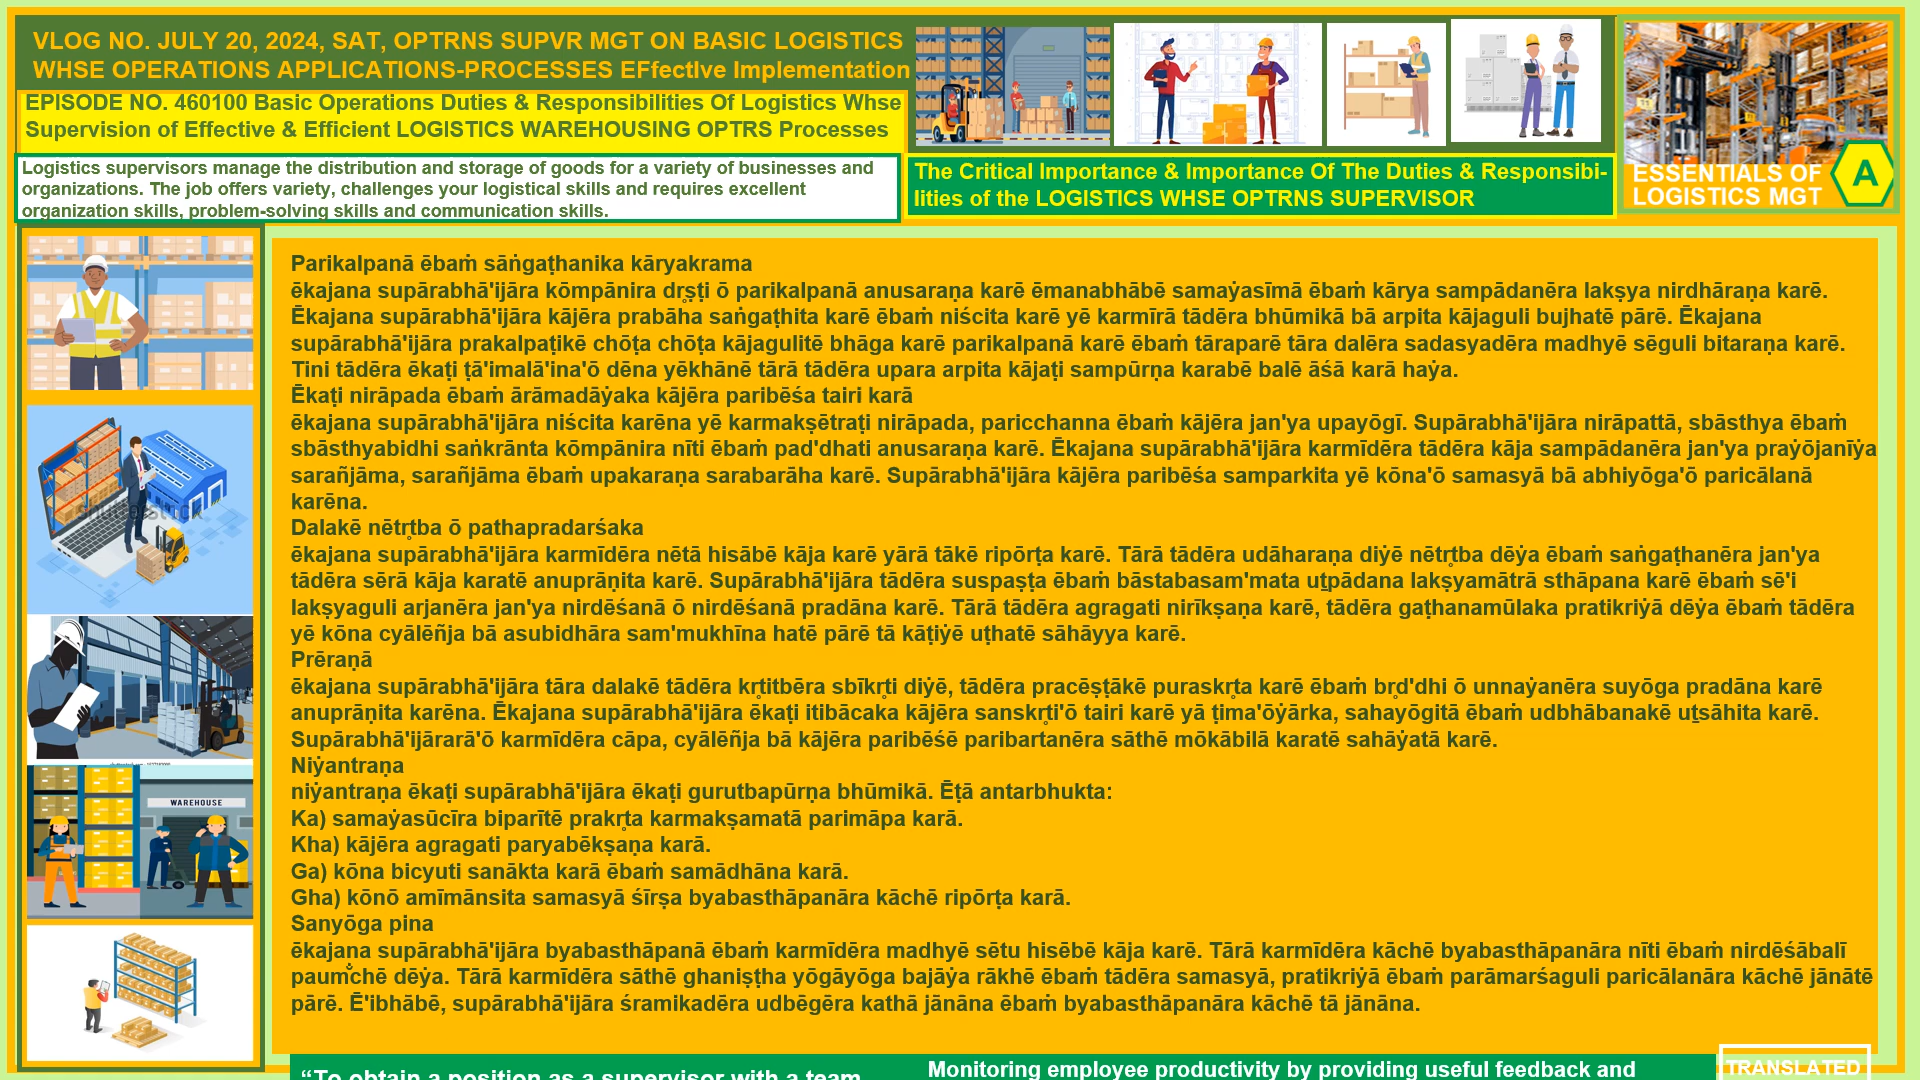 VLOG NO. JULY 20, 2024, SAT, OPTRNS SUPVR MGT ON BASIC LOGISTICS
WHSE OPERATIONS APPLICATIONS-PROCESSES EFfectIve Implementation
EPISODE NO. 460100 Basic Operations Duties & Responsibilities Of Logistics Whse
Supervision of Effective & Efficient LOGISTICS WAREHOUSING OPTRS Processes
Logistics supervisors manage the distribution and storage of goods for a variety of businesses and
organizations. The job offers variety, challenges your logistical skills and requires excellent
organization skills, problem-solving skills and communication skills.
The Critical Importance & Importance Of The Duties & Responsibi-
lities of the LOGISTICS WHSE OPTRNS SUPERVISOR
ESSENTIALS OF
LOGISTICS MGT
A
Parikalpanā ēbaṁ sāṅgaṭhanika kāryakrama
ēkajana supārabhā'ijāra kōmpānira dr̥ṣṭi ō parikalpanā anusaraṇa karē ēmanabhābē samaẏasīmā ēbaṁ kārya sampādanēra lakṣya nirdhāraṇa karē.
Ēkajana supārabhā'ijāra kājēra prabāha saṅgaṭhita karē ēbaṁ niścita karē yē karmīrā tādēra bhūmikā bā arpita kājaguli bujhatē pārē. Ēkajana
supārabhā'ijāra prakalpaṭikē chōṭa chōṭa kājagulitē bhāga karē parikalpanā karē ēbaṁ tāraparē tāra dalēra sadasyadēra madhyē sēguli bitaraṇa karē.
Tini tādēra ēkaṭi ṭā'imalā'ina'ō dēna yēkhānē tārā tādēra upara arpita kājaṭi sampūrṇa karabē balē āśā karā haẏa.
Ēkaṭi nirāpada ēbaṁ ārāmadāẏaka kājēra paribēśa tairi karā
ēkajana supārabhā'ijāra niścita karēna yē karmakṣētraṭi nirāpada, paricchanna ēbaṁ kājēra jan'ya upayōgī. Supārabhā'ijāra nirāpattā, sbāsthya ēbaṁ
sbāsthyabidhi saṅkrānta kōmpānira nīti ēbaṁ pad'dhati anusaraṇa karē. Ēkajana supārabhā'ijāra karmīdēra tādēra kāja sampādanēra jan'ya praẏōjanīẏa
sarañjāma, sarañjāma ēbaṁ upakaraṇa sarabarāha karē. Supārabhā'ijāra kājēra paribēśa samparkita yē kōna'ō samasyā bā abhiyōga'ō paricālanā
karēna.
Dalakē nētr̥tba ō pathapradarśaka
ēkajana supārabhā'ijāra karmīdēra nētā hisābē kāja karē yārā tākē ripōrṭa karē. Tārā tādēra udāharaṇa diẏē nētr̥tba dēẏa ēbaṁ saṅgaṭhanēra jan'ya
tādēra sērā kāja karatē anuprāṇita karē. Supārabhā'ijāra tādēra suspaṣṭa ēbaṁ bāstabasam'mata uṯpādana lakṣyamātrā sthāpana karē ēbaṁ sē'i
lakṣyaguli arjanēra jan'ya nirdēśanā ō nirdēśanā pradāna karē. Tārā tādēra agragati nirīkṣaṇa karē, tādēra gaṭhanamūlaka pratikriẏā dēẏa ēbaṁ tādēra
yē kōna cyālēñja bā asubidhāra sam'mukhīna hatē pārē tā kāṭiẏē uṭhatē sāhāyya karē.
Prēraṇā
ēkajana supārabhā'ijāra tāra dalakē tādēra kr̥titbēra sbīkr̥ti diẏē, tādēra pracēṣṭākē puraskr̥ta karē ēbaṁ br̥d'dhi ō unnaẏanēra suyōga pradāna karē
anuprāṇita karēna. Ēkajana supārabhā'ijāra ēkaṭi itibācaka kājēra sanskr̥ti'ō tairi karē yā ṭima'ōẏārka, sahayōgitā ēbaṁ udbhābanakē uṯsāhita karē.
Supārabhā'ijārarā'ō karmīdēra cāpa, cyālēñja bā kājēra paribēśē paribartanēra sāthē mōkābilā karatē sahāẏatā karē.
Niẏantraṇa
niẏantraṇa ēkaṭi supārabhā'ijāra ēkaṭi gurutbapūrṇa bhūmikā. Ēṭā antarbhukta:
Ka) samaẏasūcīra biparītē prakr̥ta karmakṣamatā parimāpa karā.
Kha) kājēra agragati paryabēkṣaṇa karā.
Ga) kōna bicyuti sanākta karā ēbaṁ samādhāna karā.
Gha) kōnō amīmānsita samasyā śīrṣa byabasthāpanāra kāchē ripōrṭa karā.
Sanyōga pina
ēkajana supārabhā'ijāra byabasthāpanā ēbaṁ karmīdēra madhyē sētu hisēbē kāja karē. Tārā karmīdēra kāchē byabasthāpanāra nīti ēbaṁ nirdēśābalī
paum̐chē dēẏa. Tārā karmīdēra sāthē ghaniṣṭha yōgāyōga bajāẏa rākhē ēbaṁ tādēra samasyā, pratikriẏā ēbaṁ parāmarśaguli paricālanāra kāchē jānātē
pārē. Ē'ibhābē, supārabhā'ijāra śramikadēra udbēgēra kathā jānāna ēbaṁ byabasthāpanāra kāchē tā jānāna.
WAREHOUSE
“To obtain a position as a supervisor with a team
Monitoring employee productivity by providing useful feedback and
TRANSLATED